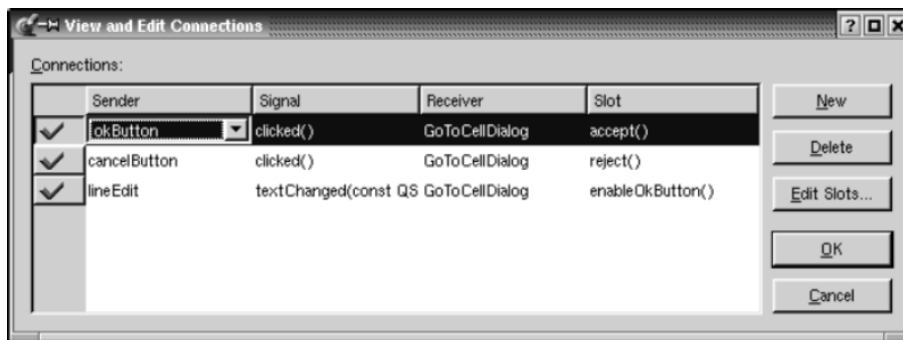 View and Edit Connections
Connections:
Sender Signal Receiver Slot
okButton clicked() GoToCellDialog accept()
cancelButton clicked() GoToCellDialog reject()
lineEdit textChanged(const QS GoToCellDialog enableOkButton()
New
Delete
Edit Slots...
OK
Cancel